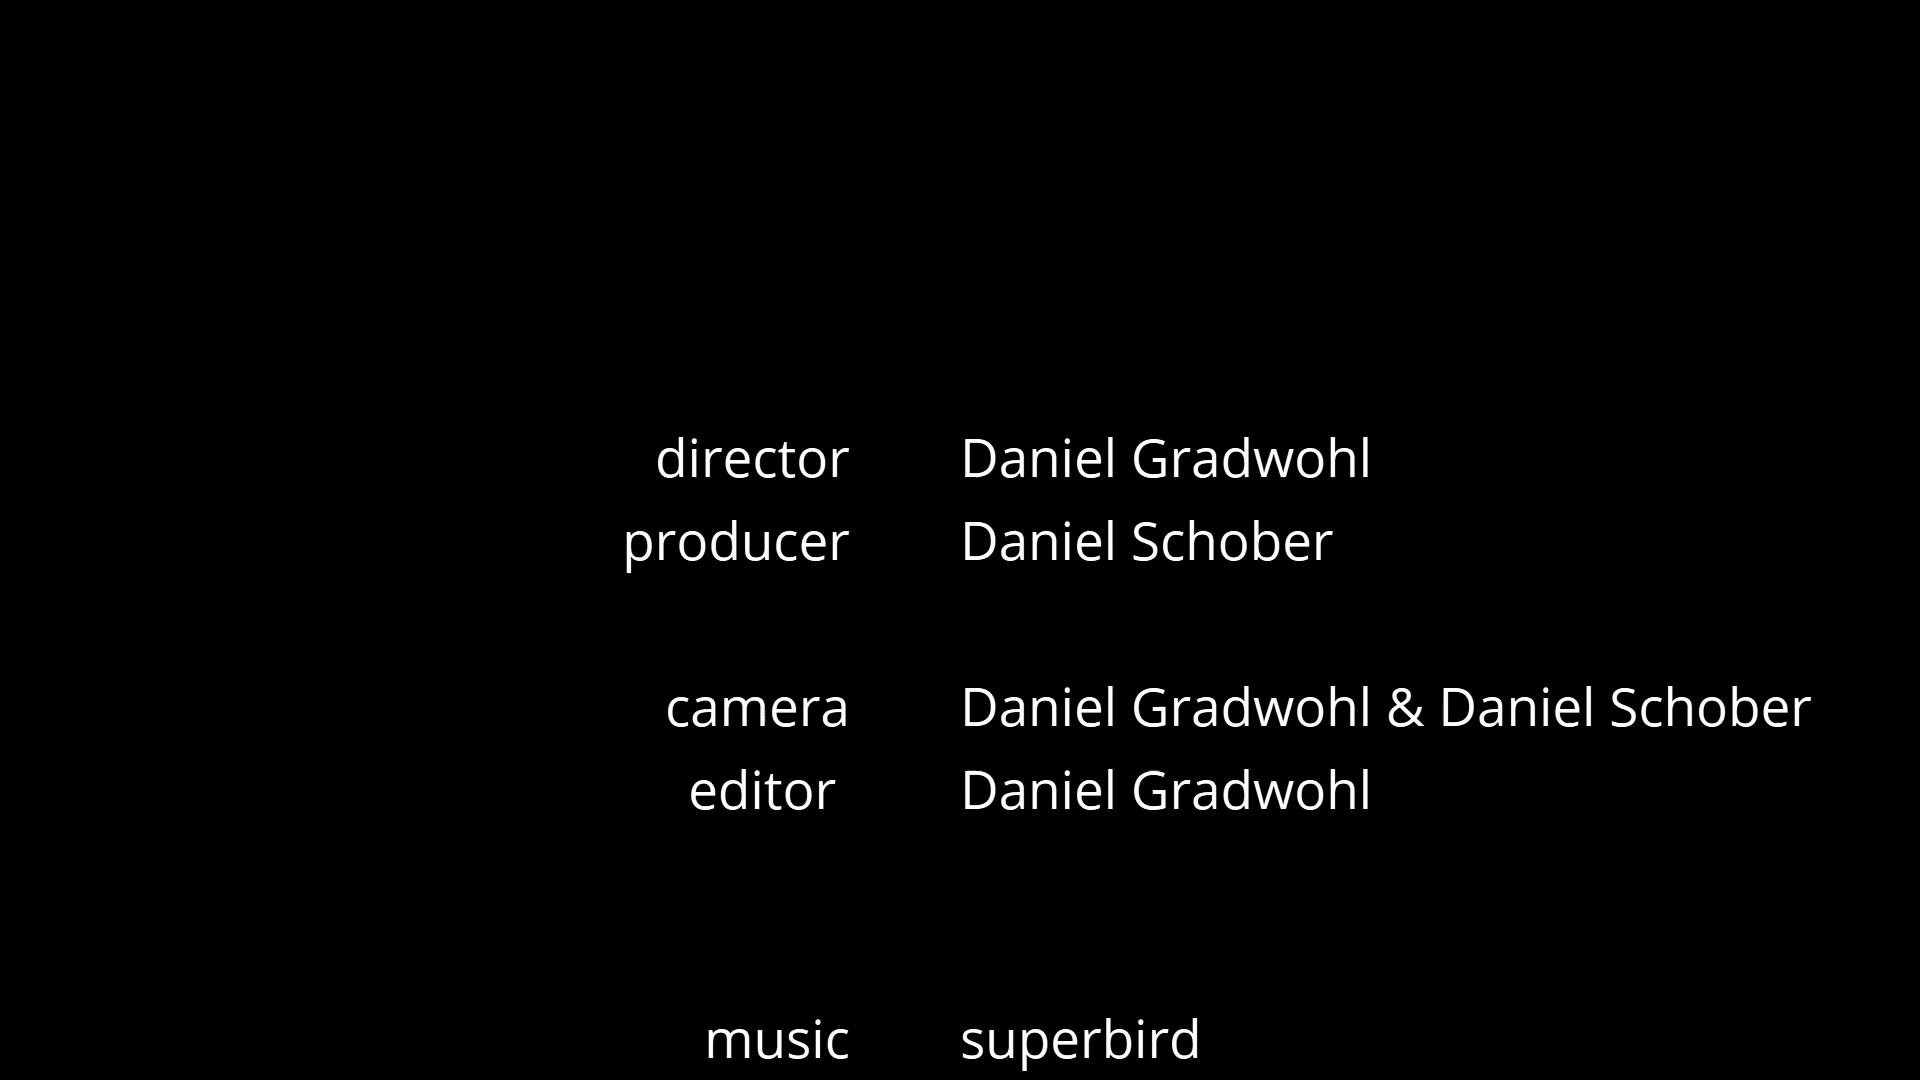 director Daniel Gradwohl
producer Daniel Schober
camera Daniel Gradwohl & Daniel Schober
editor Daniel Gradwohl
music superbird